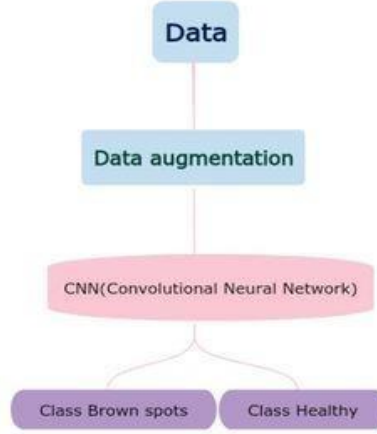 Data
Data augmentation
CNN(Convolutional Neural Network)
Class Brown spots
Class Healthy